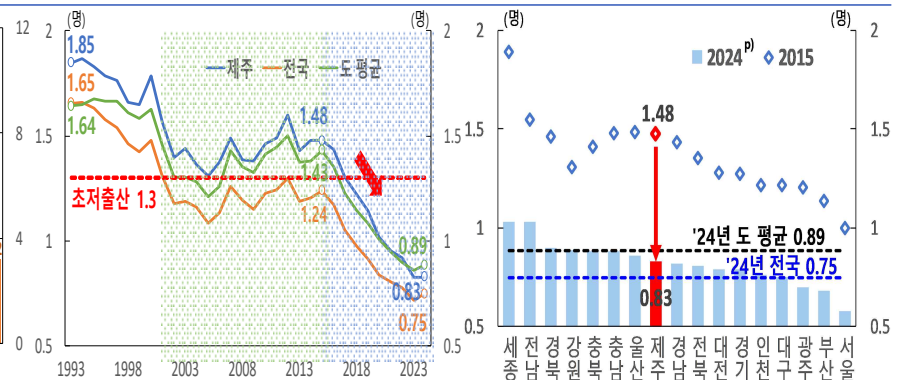 12
8
4
0
(명)
(명)
2
1.5
1
0.5
1.85
1.65
1.64
제주
전국
도 평균
1.48
1.43
1.24
초저출산 1.3
0.89
0.83
0.75
2
1.5
1
0.5
1993
1998
2003
2008
2013
2018
2023
(명)
(명)
2
1.5
1
0.5
2024p)
2015
1.48
'24년 도 평균 0.89
'24년 전국 0.75
0.83
2
1.5
1
0.5
세종
전남
경북
강원
충북
충남
울산
제주
경남
전북
대전
경기
인천
대구
광주
부산
서울